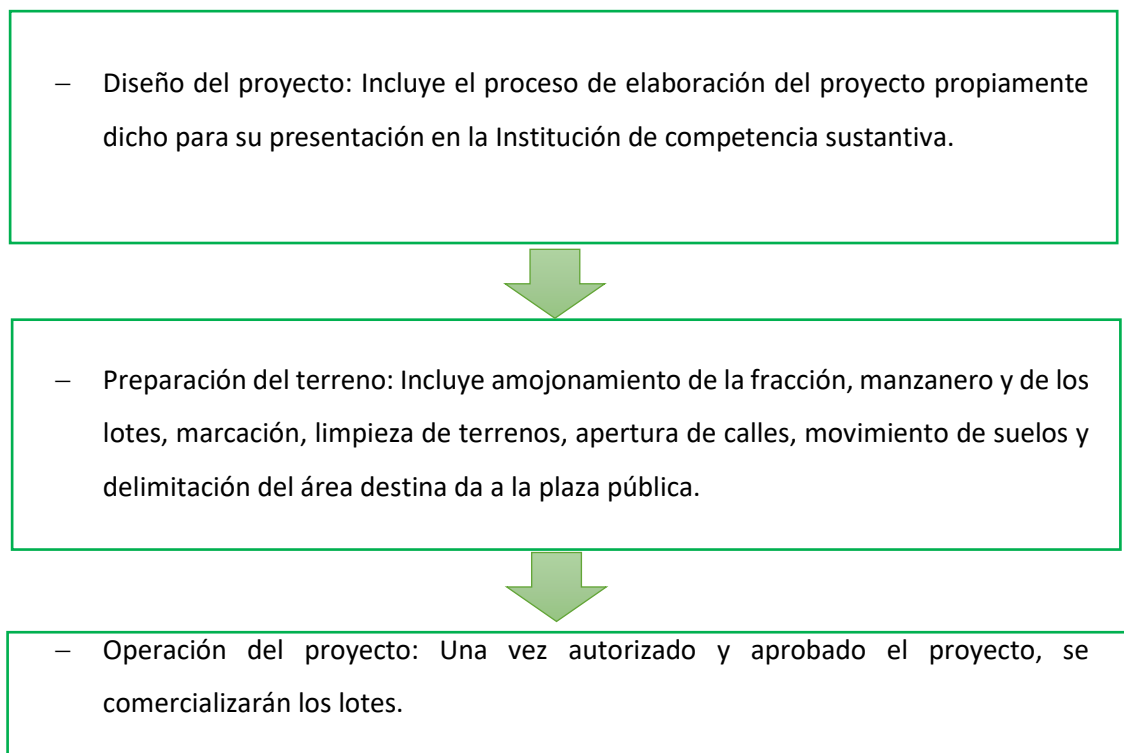 – Diseño del proyecto: Incluye el proceso de elaboración del proyecto propiamente
dicho para su presentación en la Institución de competencia sustantiva.
– Preparación del terreno: Incluye amojonamiento de la fracción, manzanero y de los
lotes, marcación, limpieza de terrenos, apertura de calles, movimiento de suelos y
delimitación del área destina da a la plaza pública.
– Operación del proyecto: Una vez autorizado y aprobado el proyecto, se
comercializarán los lotes.